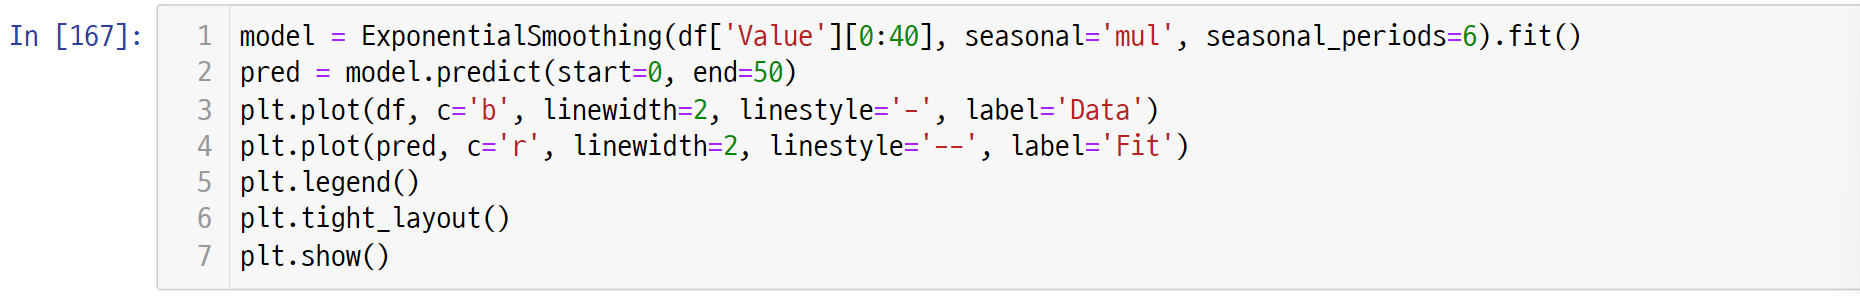 In [167]:
1 model = ExponentialSmoothing(df['Value'][0:40], seasonal='mul', seasonal_periods=6).fit()
2 pred = model.predict(start=0, end=50)
3 plt.plot(df, c='b', linewidth=2, linestyle='-', label='Data')
4 plt.plot(pred, c='r', linewidth=2, linestyle='--', label='Fit')
5 plt.legend()
6 plt.tight_layout()
7 plt.show()